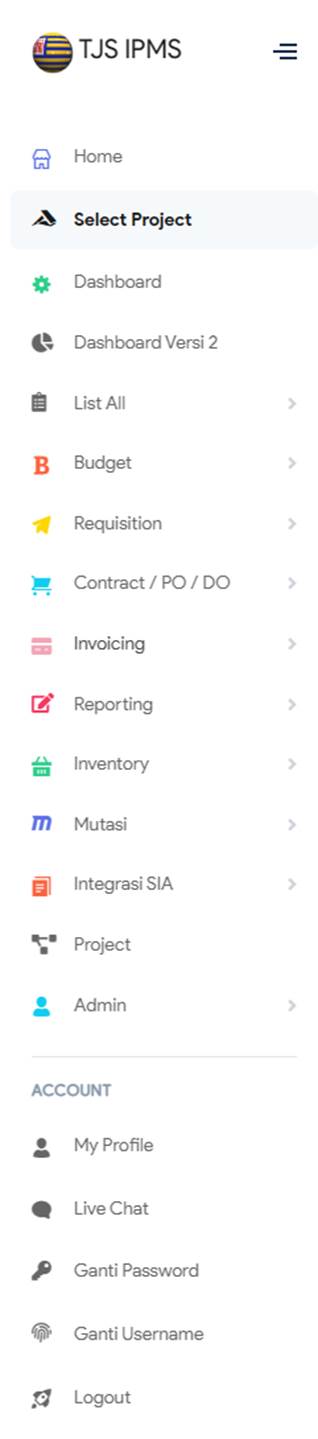 TJS IPMS
Home
Select Project
Dashboard
Dashboard Versi 2
List All
Budget
Requisition
Contract / PO / DO
Invoicing
Reporting
Inventory
Mutasi
Integrasi SIA
Project
Admin
ACCOUNT
My Profile
Live Chat
Ganti Password
Ganti Username
Logout